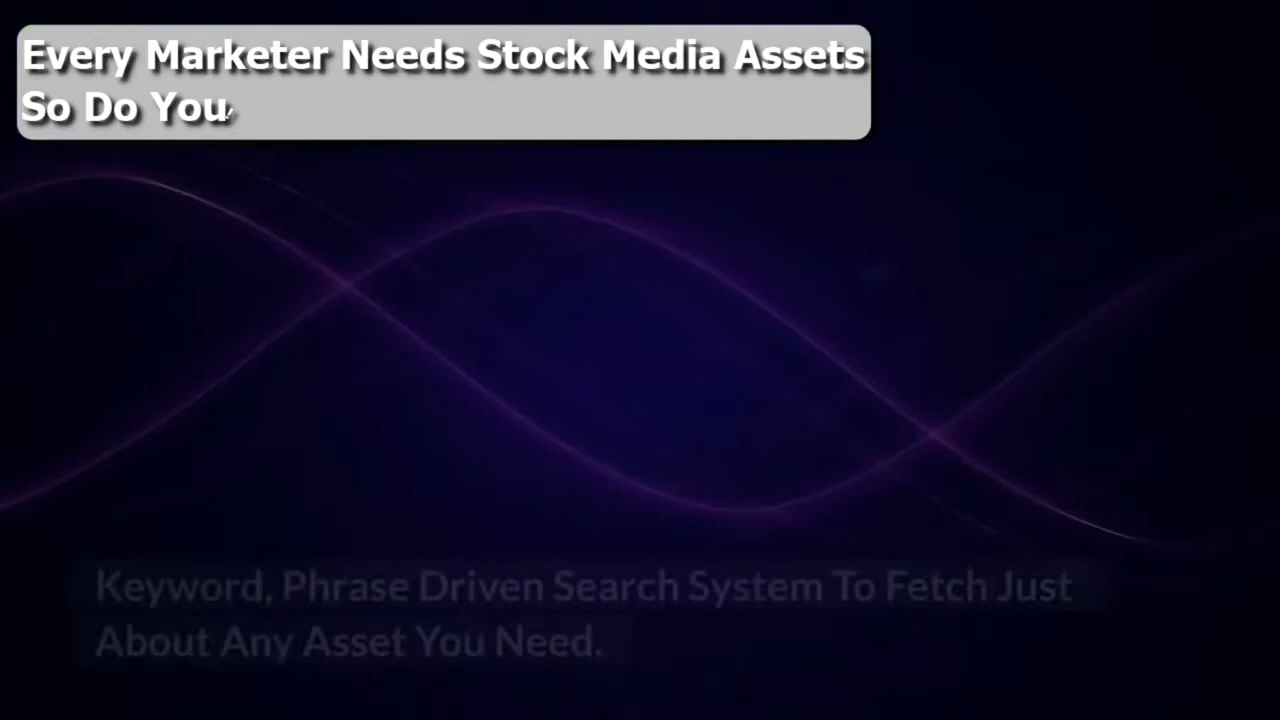 Every Marketer Needs Stock Media Assets
So Do You
Keyword, Phrase Driven Search System To Fetch Just
About Any Asset You Need.